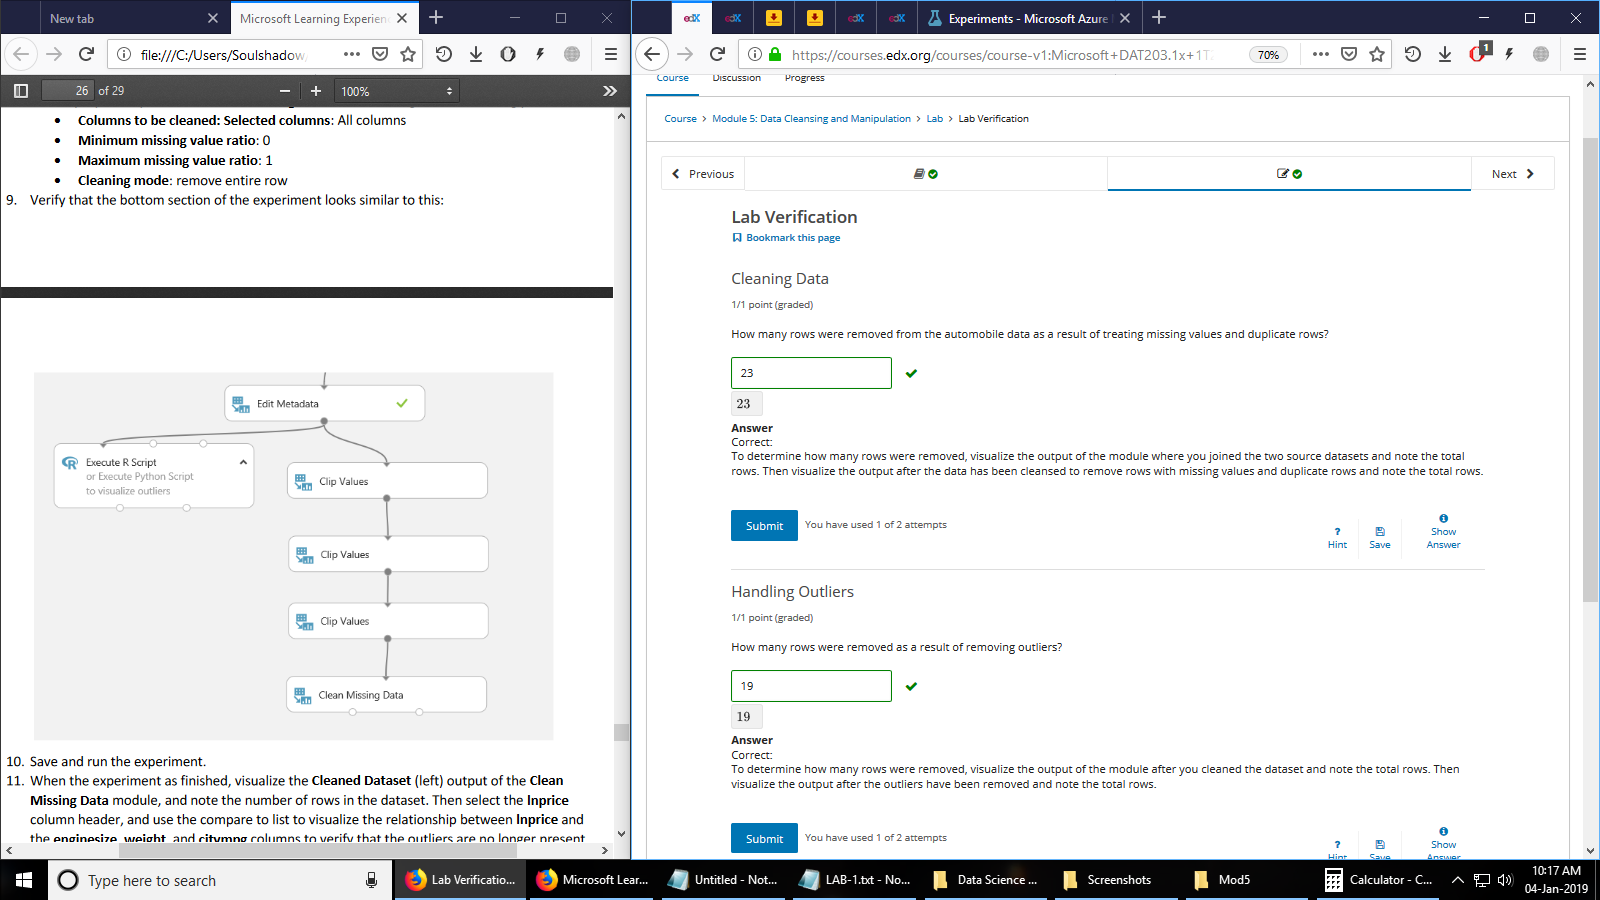 New tab
Microsoft Learning Experien
file:///C:/Users/Soulshadow
26 of 29
100%
Columns to be cleaned: Selected columns: All columns
Minimum missing value ratio: 0
Maximum missing value ratio: 1
Cleaning mode: remove entire row
9. Verify that the bottom section of the experiment looks similar to this:
Edit Metadata
Execute R Script
or Execute Python Script
to visualize outliers
Clip Values
Clip Values
Clip Values
Clean Missing Data
10. Save and run the experiment.
11. When the experiment as finished, visualize the Cleaned Dataset (left) output of the Clean
Missing Data module, and note the number of rows in the dataset. Then select the lnprice
column header, and use the compare to list to visualize the relationship between lnprice and
the enginesize, weight, and citympg columns to verify that the outliers are no longer present
edX
edX
edX
edX
Experiments - Microsoft Azure
https://courses.edx.org/courses/course-v1:Microsoft+DAT203.1x+1T
70%
1
Course
Discussion
Progress
Course > Module 5: Data Cleansing and Manipulation > Lab > Lab Verification
Previous
Next
Lab Verification
Bookmark this page
Cleaning Data
1/1 point (graded)
How many rows were removed from the automobile data as a result of treating missing values and duplicate rows?
23
23
Answer
Correct:
To determine how many rows were removed, visualize the output of the module where you joined the two source datasets and note the total
rows. Then visualize the output after the data has been cleansed to remove rows with missing values and duplicate rows and note the total rows.
Submit
You have used 1 of 2 attempts
Hint
Save
Show
Answer
Handling Outliers
1/1 point (graded)
How many rows were removed as a result of removing outliers?
19
19
Answer
Correct:
To determine how many rows were removed, visualize the output of the module after you cleaned the dataset and note the total rows. Then
visualize the output after the outliers have been removed and note the total rows.
Submit
You have used 1 of 2 attempts
Hint
Save
Show
Answer
Type here to search
Lab Verificatio...
Microsoft Lear...
Untitled - Not...
LAB-1.txt - No...
Data Science ...
Screenshots
Mod5
Calculator - C...
10:17 AM
04-Jan-2019